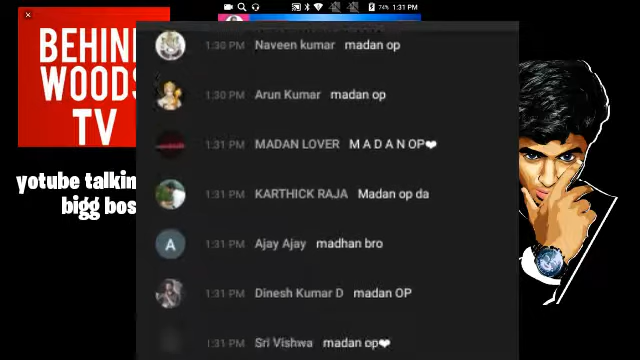 74% 1:31 PM
BEHIN
WOODS
TV
yotube talkin
bigg bos
1:30 PM Naveen kumar madan op
1:30 PM Arun Kumar madan op
1:31 PM MADAN LOVER M A D A N OP❤
1:31 PM KARTHICK RAJA Madan op da
A 1:31 PM Ajay Ajay madhan bro
1:31 PM Dinesh Kumar D madan OP
1:31 PM Sri Vishwa madan op❤